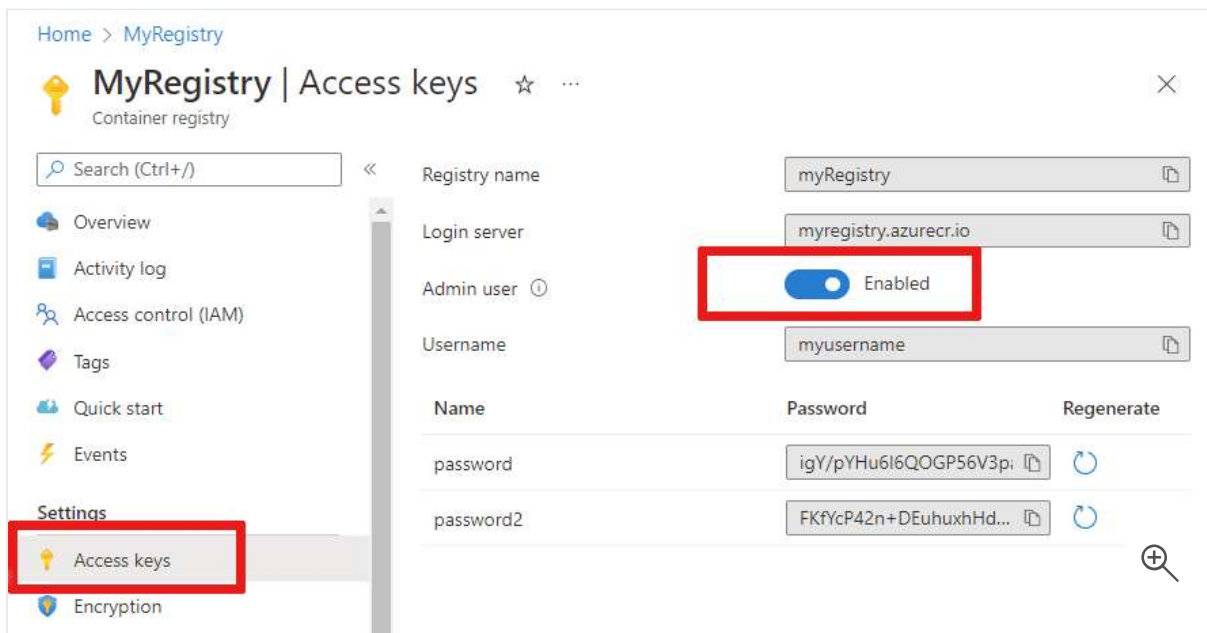 Home > MyRegistry
MyRegistry | Access keys
Container registry
Search (Ctrl+/)
Overview
Activity log
Access control (IAM)
Tags
Quick start
Events
Settings
Access keys
Encryption
Registry name myRegistry
Login server myregistry.azurecr.io
Admin user Enabled
Username myusername
Name Password Regenerate
password igY/pYHu6I6QOGP56V3pa
password2 FKfYcP42n+DEuhuxhHd...